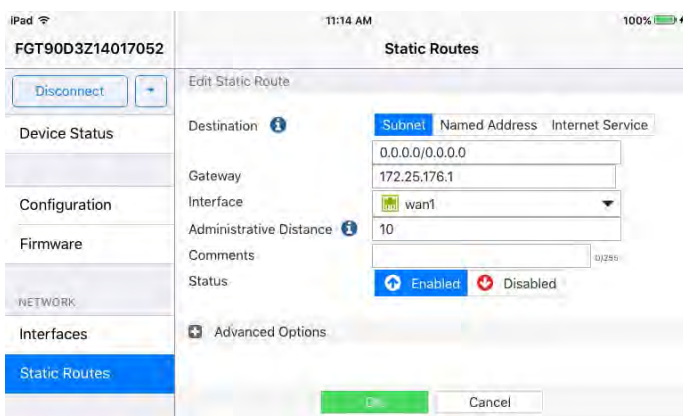 iPad
11:14 AM
100%
FGT90D3Z14017052
Static Routes
Disconnect
Device Status
Configuration
Firmware
NETWORK
Interfaces
Static Routes
Edit Static Route
Destination
Subnet Named Address Internet Service
0.0.0.0/0.0.0.0
Gateway
172.25.176.1
Interface
wan1
Administrative Distance
10
Comments
0/255
Status
Enabled Disabled
Advanced Options
OK
Cancel